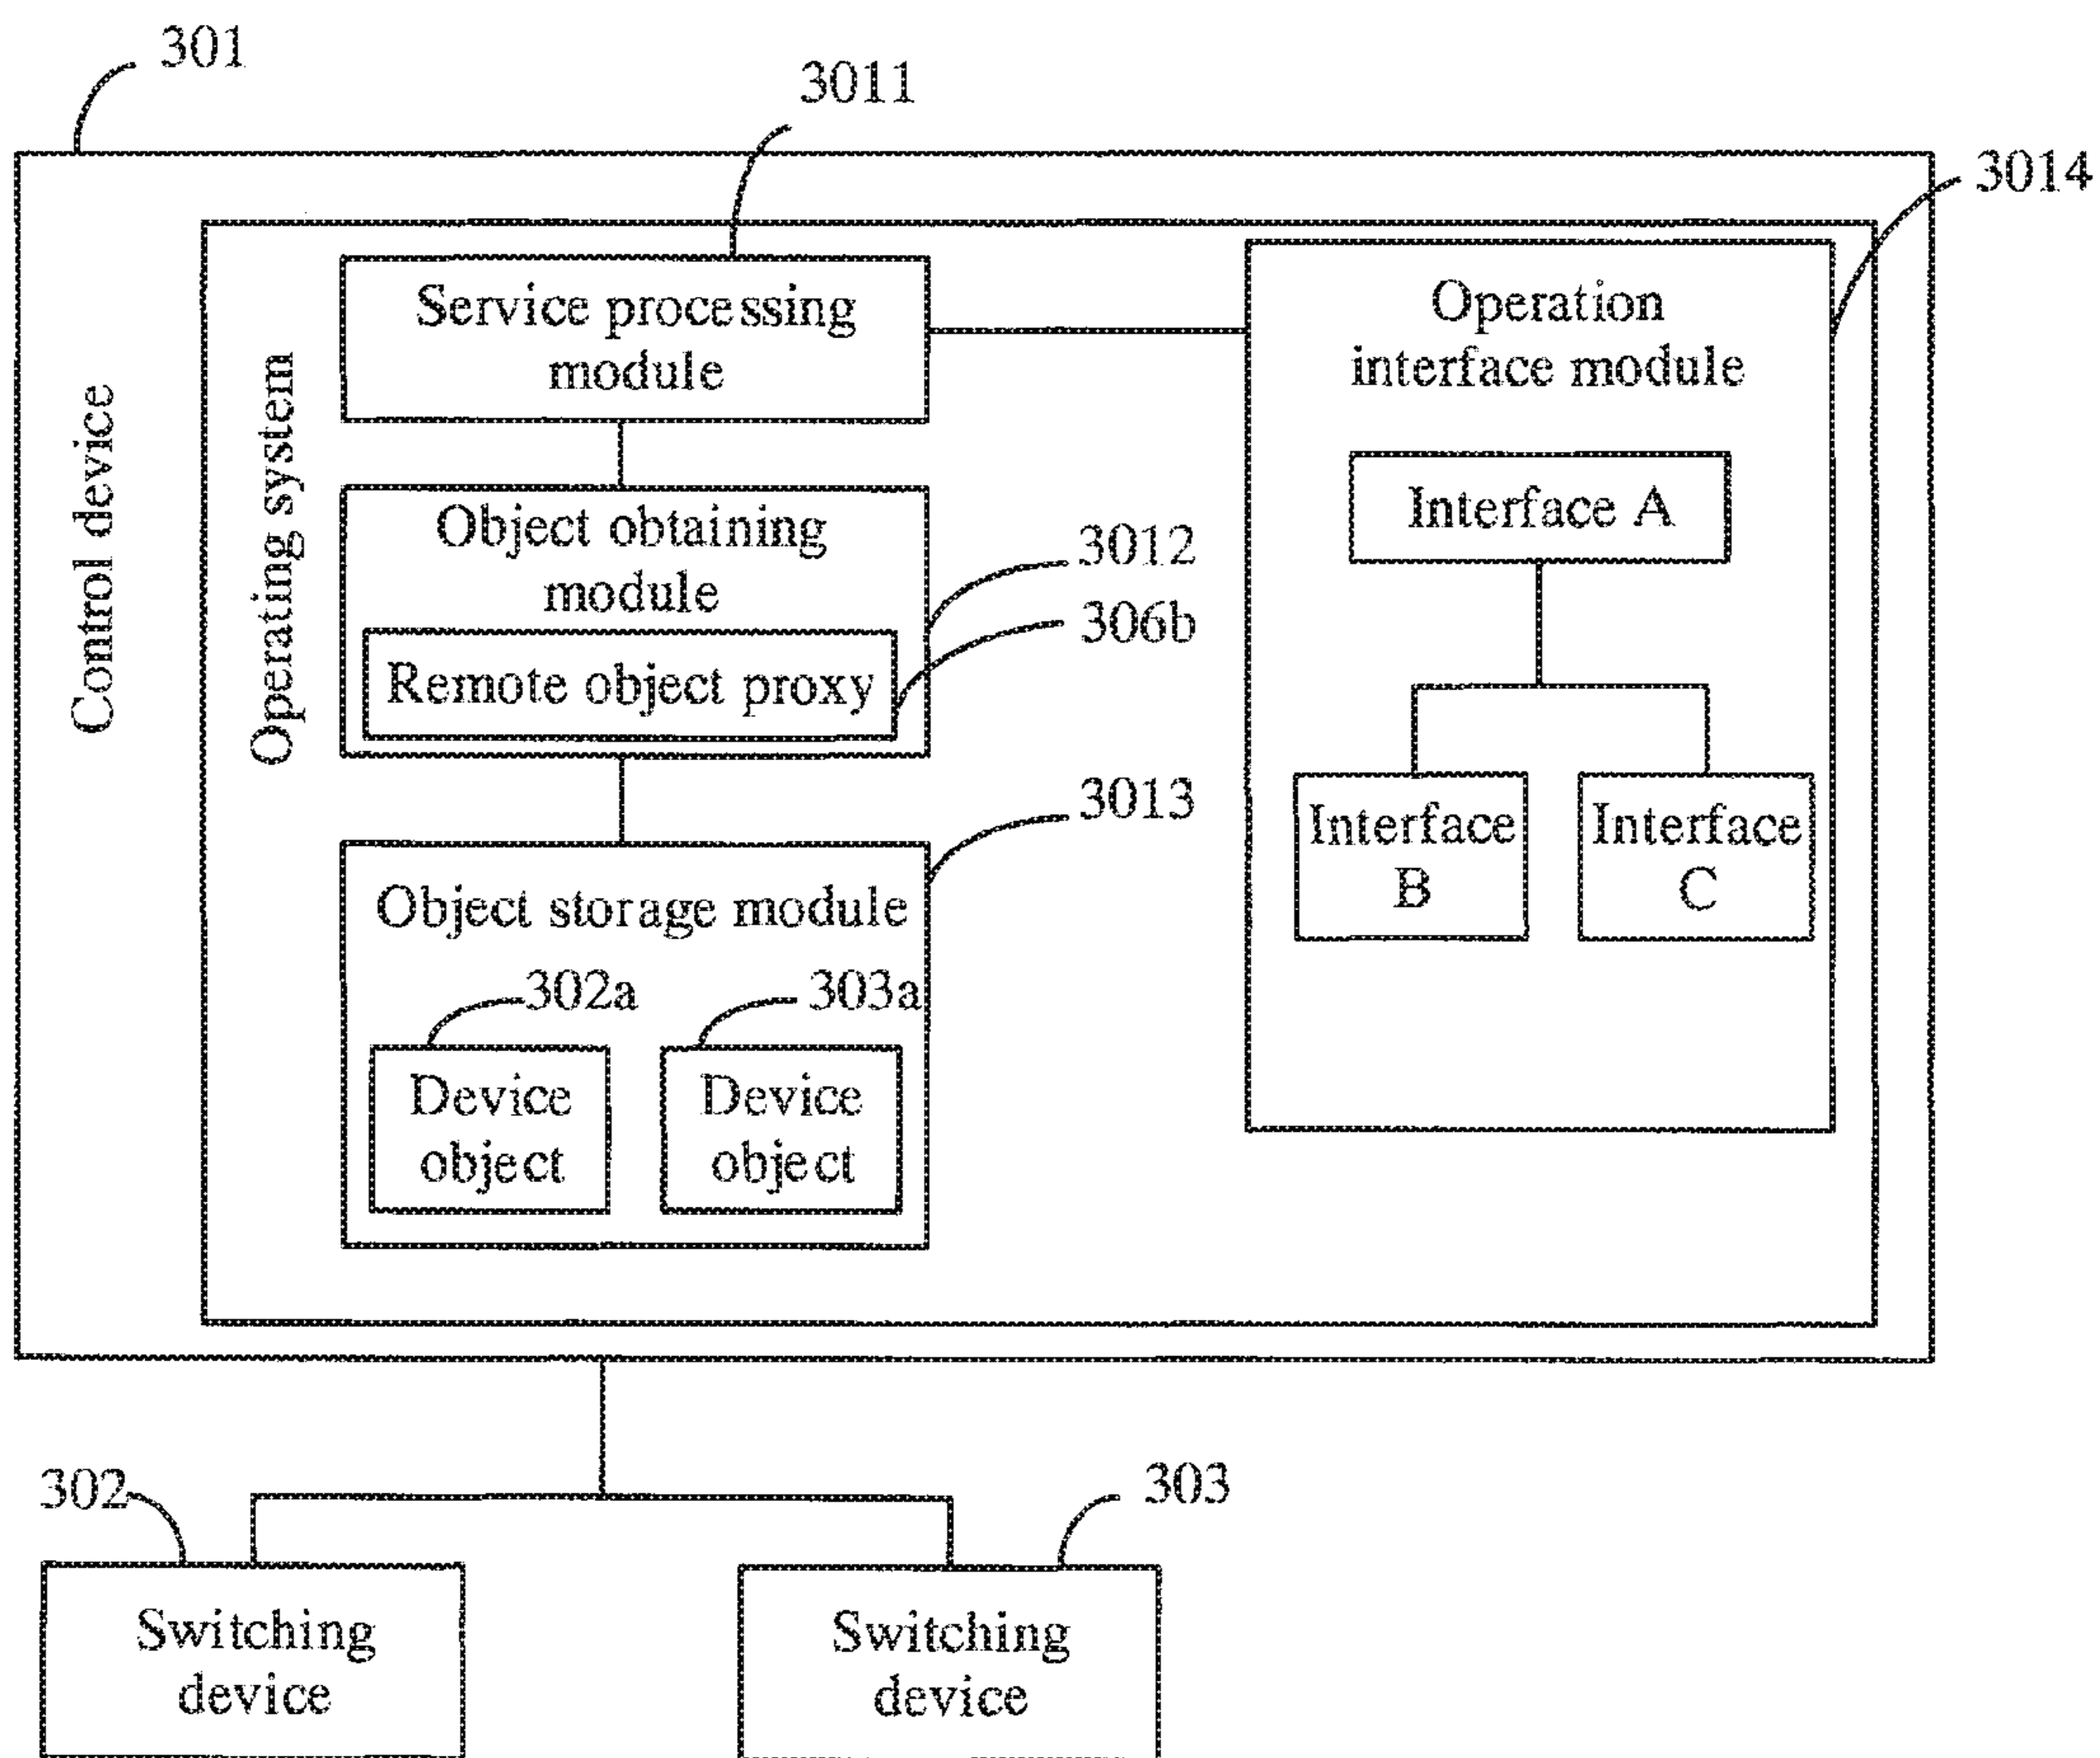 301
3011
3014
Control device
Operating system
Service processing
module
Operation
interface module
Object obtaining
module
3012
306b
Remote object proxy
Interface A
3013
Interface
B
Interface
C
Object storage module
302a
303a
Device
object
Device
object
302
303
Switching
device
Switching
device